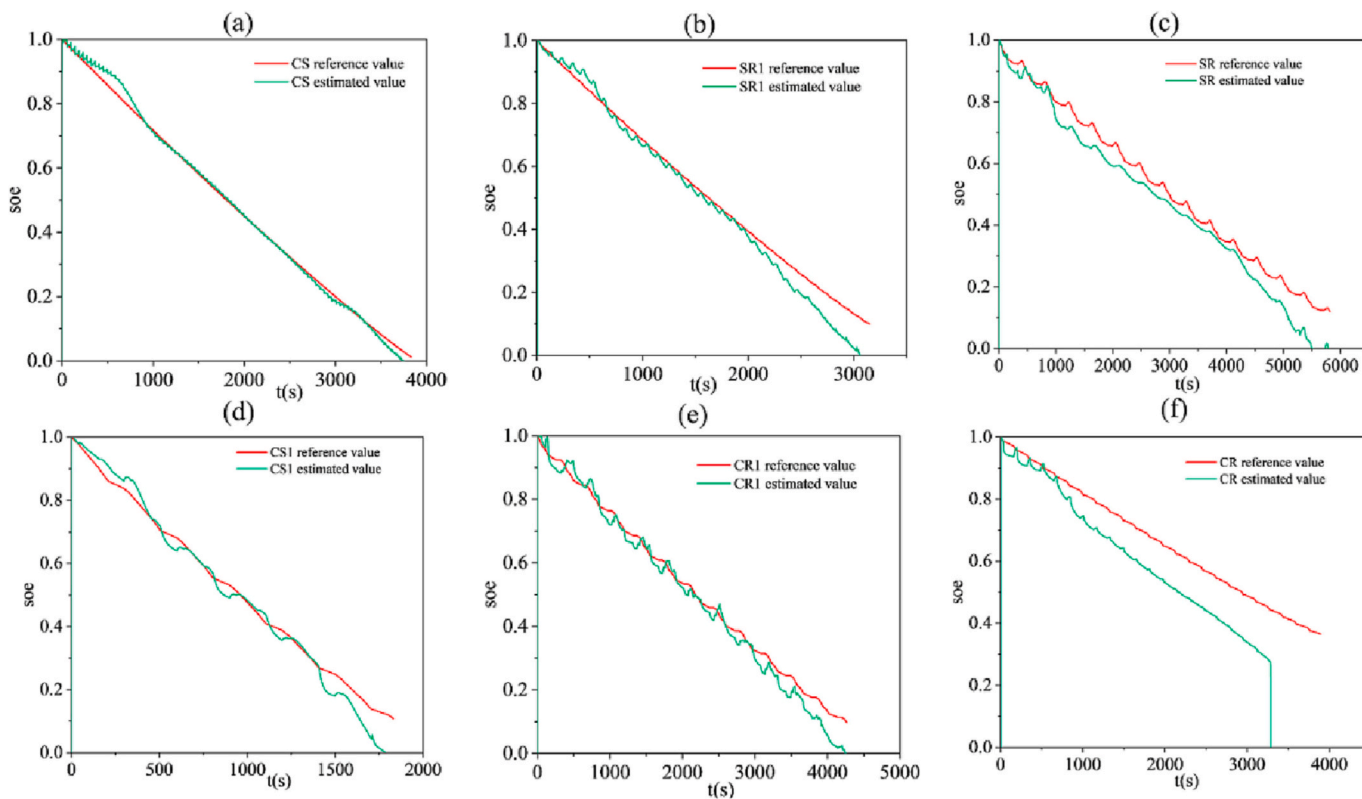 (a)
CS reference value
CS estimated value
1.0
0.8
0.6
0.4
0.2
0.0
soe
0 1000 2000 3000 4000
t(s)
(b)
SR1 reference value
SR1 estimated value
1.0
0.8
0.6
0.4
0.2
0.0
soe
0 1000 2000 3000
t(s)
(c)
SR reference value
SR estimated value
1.0
0.8
0.6
0.4
0.2
0.0
soe
0 1000 2000 3000 4000 5000 6000
t(s)
(d)
CS1 reference value
CS1 estimated value
1.0
0.8
0.6
0.4
0.2
0.0
soe
0 500 1000 1500 2000
t(s)
(e)
CR1 reference value
CR1 estimated value
1.0
0.8
0.6
0.4
0.2
0.0
soe
0 1000 2000 3000 4000 5000
t(s)
(f)
CR reference value
CR estimated value
1.0
0.8
0.6
0.4
0.2
0.0
soe
0 1000 2000 3000 4000
t(s)